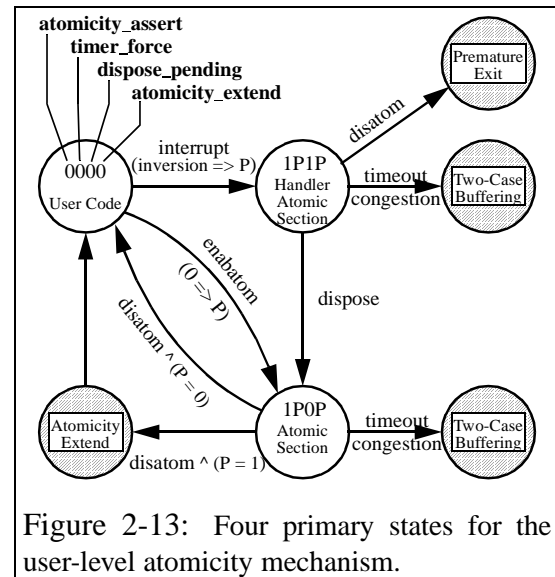 atomicity_assert
timer_force
dispose_pending
atomicity_extend
0000
User Code
interrupt
(inversion => P)
1P1P
Handler
Atomic
Section
disatom
Premature
Exit
timeout
congestion
Two-Case
Buffering
enabatom
(0 => P)
disatom ^ (P = 0)
dispose
Atomicity
Extend
disatom ^ (P = 1)
1P0P
Atomic
Section
timeout
congestion
Two-Case
Buffering
Figure 2-13: Four primary states for the
user-level atomicity mechanism.